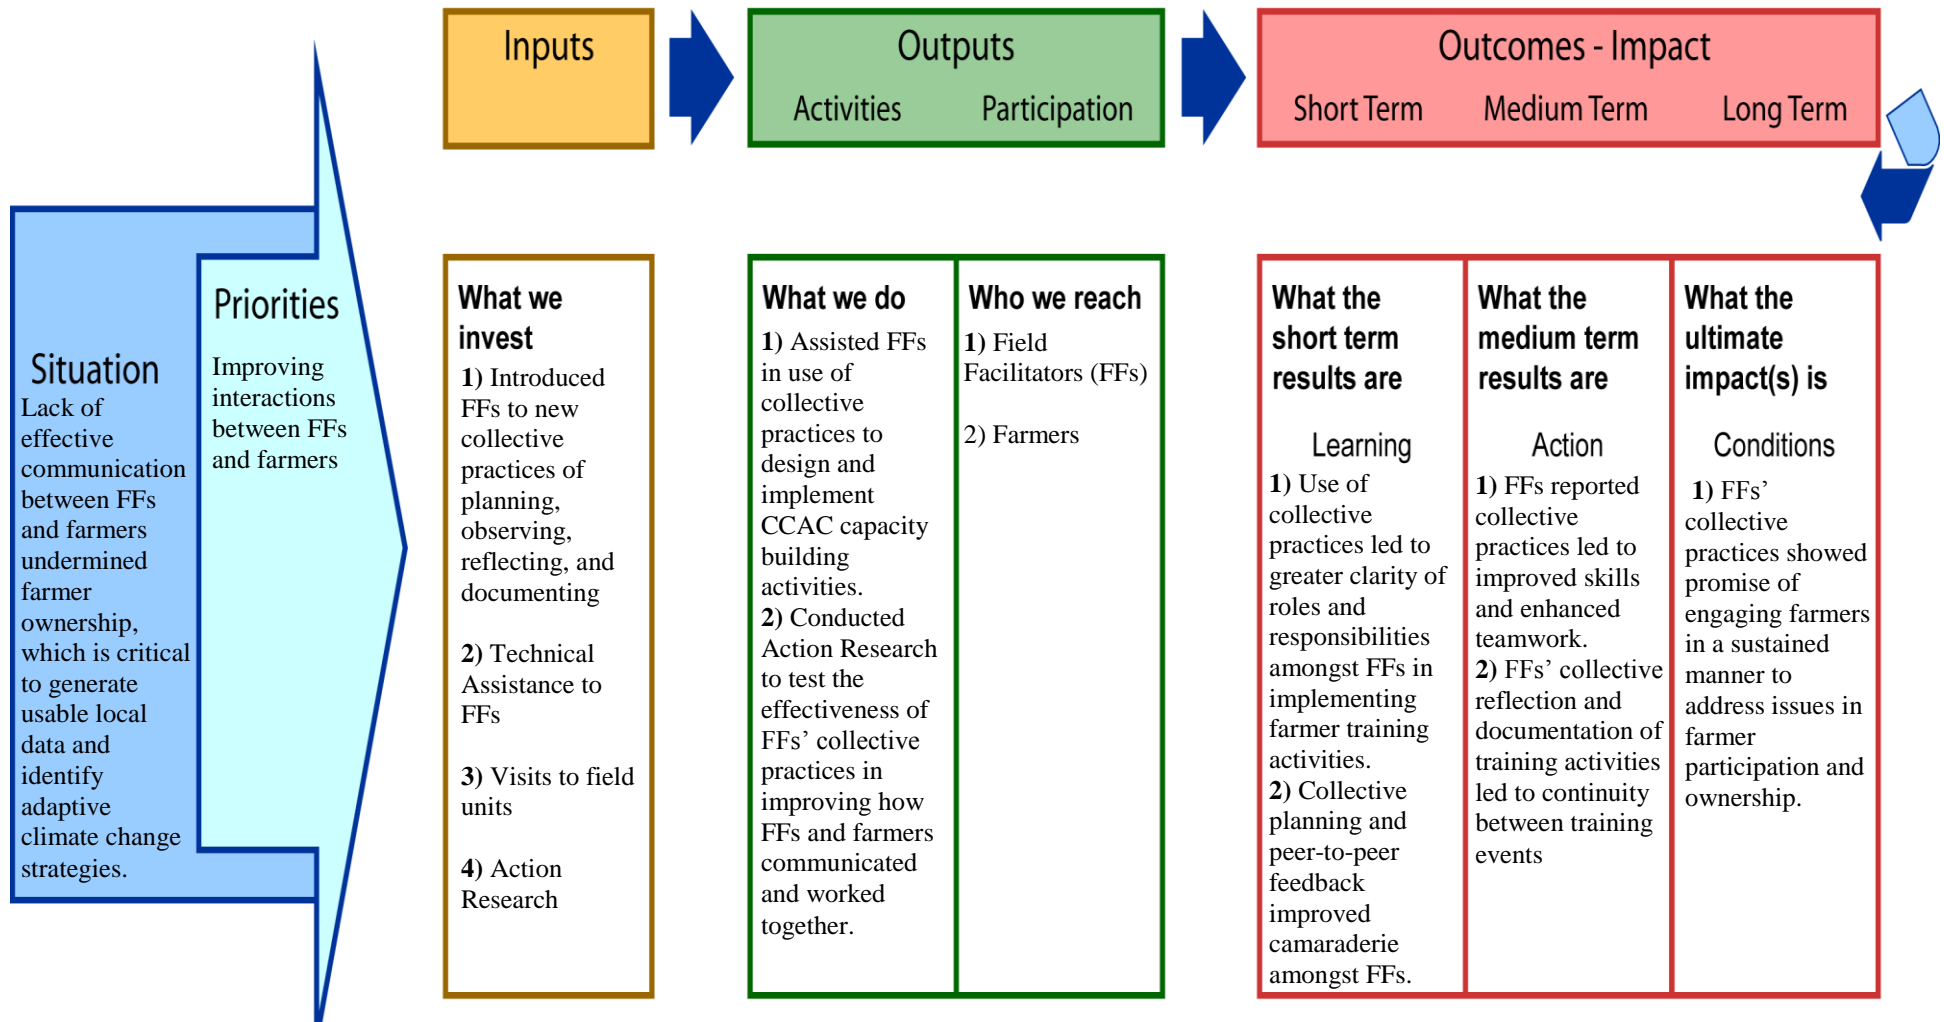 Inputs
Outputs
Activities
Participation
Outcomes - Impact
Short Term
Medium Term
Long Term
Situation
Lack of
effective
communication
between FFs
and farmers
undermined
farmer
ownership,
which is critical
to generate
usable local
data and
identify
adaptive
climate change
strategies.
Priorities
Improving
interactions
between FFs
and farmers
What we
invest
1) Introduced
FFs to new
collective
practices of
planning,
observing,
reflecting, and
documenting
2) Technical
Assistance to
FFs
3) Visits to field
units
4) Action
Research
What we do
1) Assisted FFs
in use of
collective
practices to
design and
implement
CCAC capacity
building
activities.
2) Conducted
Action Research
to test the
effectiveness of
FFs’ collective
practices in
improving how
FFs and farmers
communicated
and worked
together.
Who we reach
1) Field
Facilitators (FFs)
2) Farmers
What the
short term
results are
Learning
1) Use of
collective
practices led to
greater clarity of
roles and
responsibilities
amongst FFs in
implementing
farmer training
activities.
2) Collective
planning and
peer-to-peer
feedback
improved
camaraderie
amongst FFs.
What the
medium term
results are
Action
1) FFs reported
collective
practices led to
improved skills
and enhanced
teamwork.
2) FFs’ collective
reflection and
documentation of
training activities
led to continuity
between training
events
What the
ultimate
impact(s) is
Conditions
1) FFs’
collective
practices showed
promise of
engaging farmers
in a sustained
manner to
address issues in
farmer
participation and
ownership.